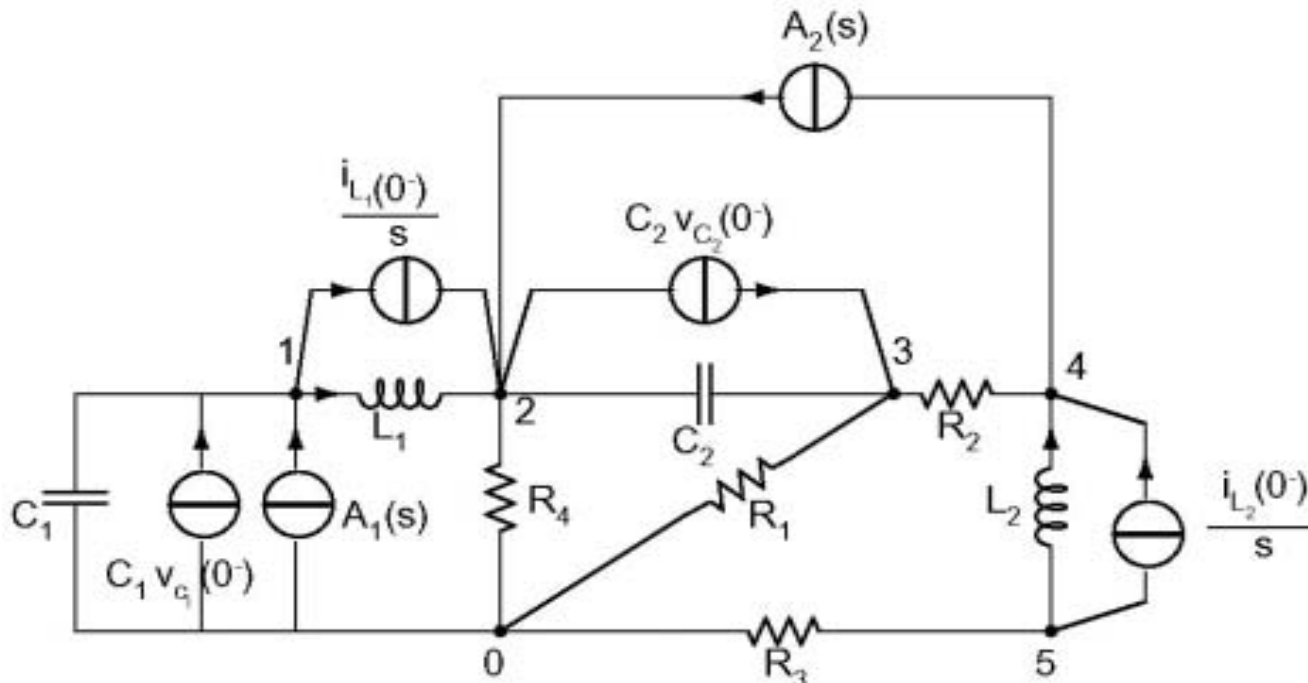 A₂(s)
i_L₁(0⁻)
s
C₂ v_C₂(0⁻)
1
3
4
L₁
2
C₂
R₂
C₁
A₁(s)
R₄
R₁
L₂
i_L₂(0⁻)
s
C₁ v_c₁(0⁻)
0
R₃
5